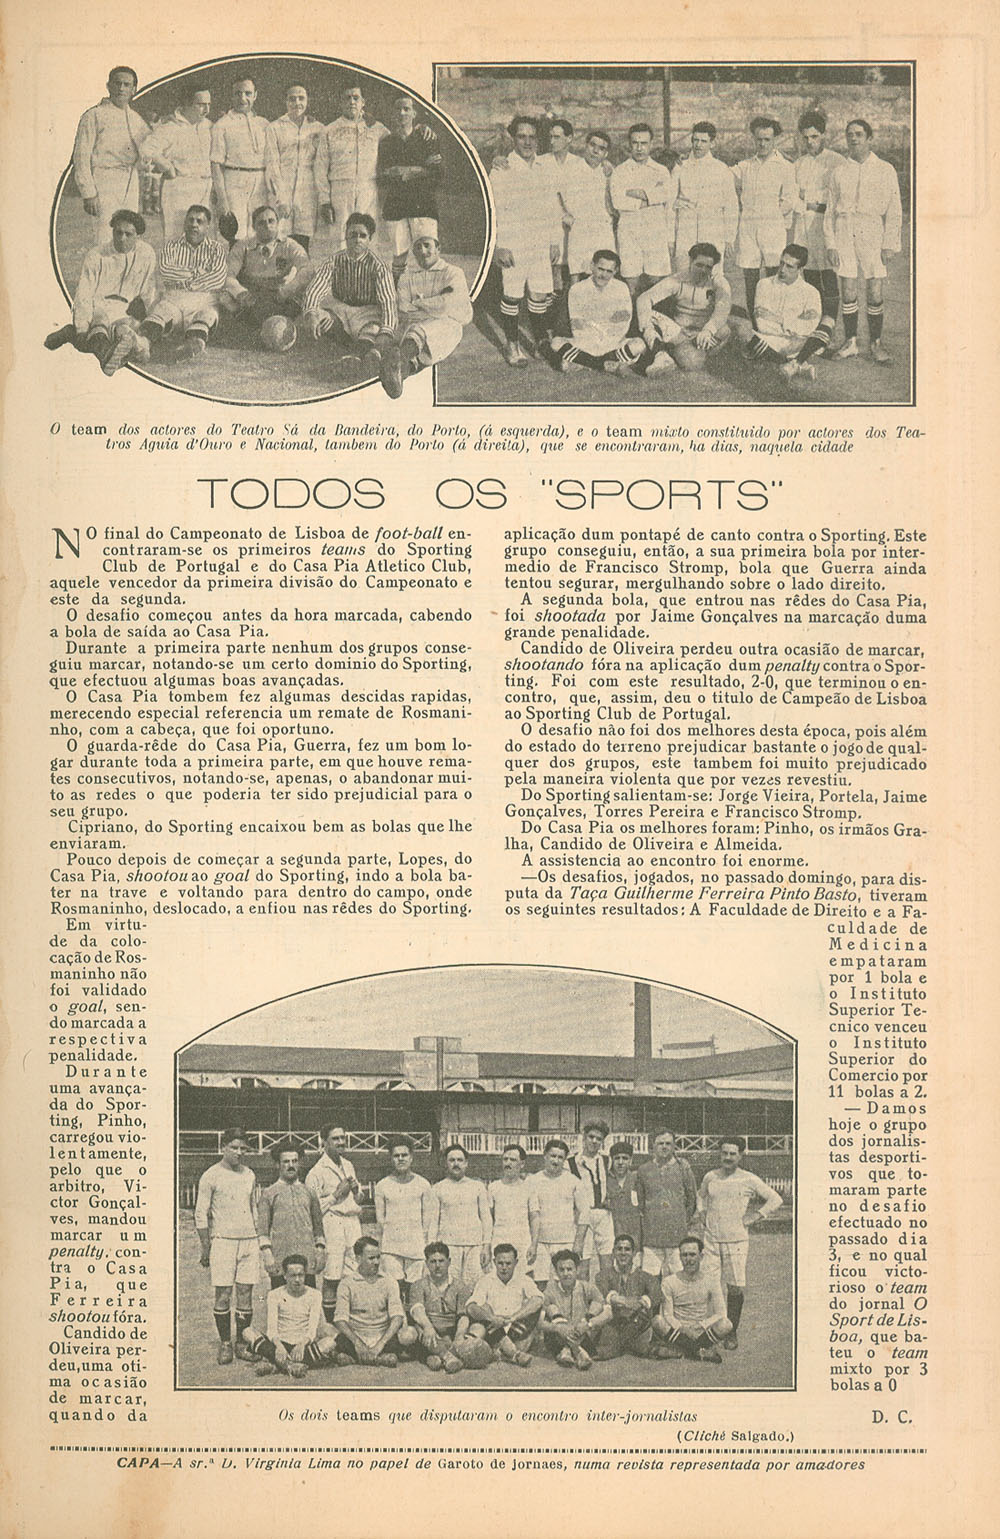 O team dos actores do Teatro Sá da Bandeira, do Porto, (á esquerda), e o team mixto constituido por actores dos Tea-
tros Aguia d'Ouro e Nacional, tambem do Porto (á direita), que se encontraram, ha dias, naquela cidade
TODOS OS "SPORTS"
NO final do Campeonato de Lisboa de foot-ball en-
contraram-se os primeiros teams do Sporting
Club de Portugal e do Casa Pia Atletico Club,
aquele vencedor da primeira divisão do Campeonato e
este da segunda.
O desafio começou antes da hora marcada, cabendo
a bola de saída ao Casa Pia.
Durante a primeira parte nenhum dos grupos conse-
guiu marcar, notando-se um certo dominio do Sporting,
que efectuou algumas boas avançadas.
O Casa Pia tombem fez algumas descidas rapidas,
merecendo especial referencia um remate de Rosmani-
nho, com a cabeça, que foi oportuno.
O guarda-rêde do Casa Pia, Guerra, fez um bom lo-
gar durante toda a primeira parte, em que houve rema-
tes consecutivos, notando-se, apenas, o abandonar mui-
to as redes o que poderia ter sido prejudicial para o
seu grupo.
Cipriano, do Sporting encaixou bem as bolas que lhe
enviaram.
Pouco depois de começar a segunda parte, Lopes, do
Casa Pia, shootou ao goal do Sporting, indo a bola ba-
ter na trave e voltando para dentro do campo, onde
Rosmaninho, deslocado, a enfiou nas rêdes do Sporting.
Em virtu-
de da colo-
cação de Ros-
maninho não
foi validado
o goal, sen-
do marcada a
respectiva
penalidade.
Durante
uma avança-
da do Spor-
ting, Pinho,
carregou vio-
lentamente,
pelo que o
arbitro, Vi-
ctor Gonçal-
ves, mandou
marcar um
penalty, con-
tra o Casa
Pia, que
Ferreira
shootou fóra.
Candido de
Oliveira per-
deu, uma oti-
ma ocasião
de marcar,
quando da
aplicação dum pontapé de canto contra o Sporting. Este
grupo conseguiu, então, a sua primeira bola por inter-
medio de Francisco Stromp, bola que Guerra ainda
tentou segurar, mergulhando sobre o lado direito.
A segunda bola, que entrou nas rêdes do Casa Pia,
foi shootada por Jaime Gonçalves na marcação duma
grande penalidade.
Candido de Oliveira perdeu outra ocasião de marcar,
shootando fóra na aplicação dum penalty contra o Spor-
ting. Foi com este resultado, 2-0, que terminou o en-
contro, que, assim, deu o titulo de Campeão de Lisboa
ao Sporting Club de Portugal.
O desafio não foi dos melhores desta época, pois além
do estado do terreno prejudicar bastante o jogo de qual-
quer dos grupos, este tambem foi muito prejudicado
pela maneira violenta que por vezes revestiu.
Do Sporting salientam-se: Jorge Vieira, Portela, Jaime
Gonçalves, Torres Pereira e Francisco Stromp.
Do Casa Pia os melhores foram: Pinho, os irmãos Gra-
lha, Candido de Oliveira e Almeida.
A assistencia ao encontro foi enorme.
—Os desafios, jogados, no passado domingo, para dis-
puta da Taça Guilherme Ferreira Pinto Basto, tiveram
os seguintes resultados: A Faculdade de Direito e a Fa-
culdade de
Medicina
empataram
por 1 bola e
o Instituto
Superior Te-
cnico venceu
o Instituto
Superior do
Comercio por
11 bolas a 2.
— Damos
hoje o grupo
dos jornalis-
tas desporti-
vos que to-
maram parte
no desafio
efectuado no
passado dia
3, e no qual
ficou victo-
rioso o team
do jornal O
Sport de Lis-
boa, que ba-
teu o team
mixto por 3
bolas a 0
D. C.
Os dois teams que disputaram o encontro inter-jornalistas
(Cliché Salgado.)
CAPA—A sr.ª D. Virginia Lima no papel de Garoto de jornaes, numa revista representada por amadores